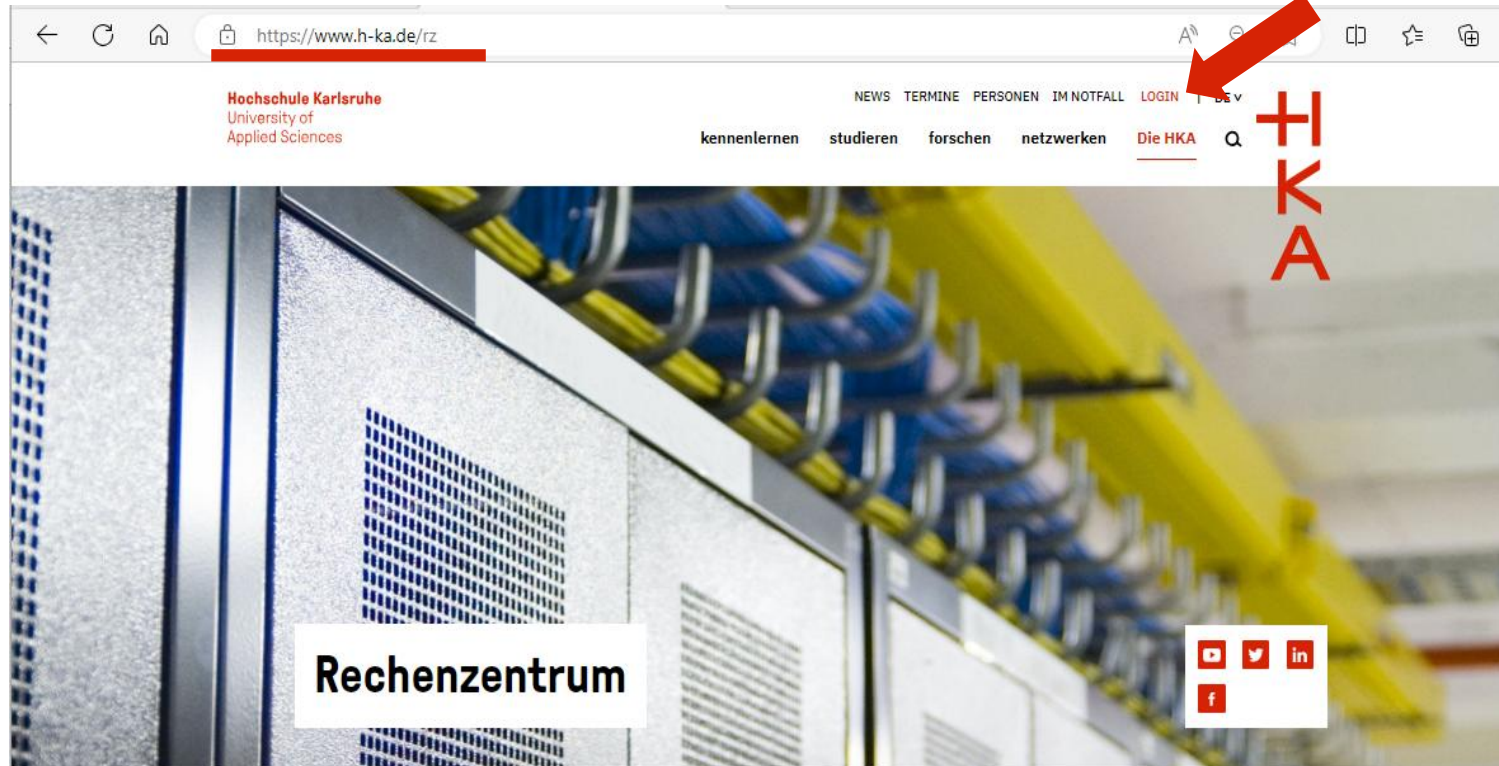 https://www.h-ka.de/rz
Hochschule Karlsruhe
University of
Applied Sciences
NEWS TERMINE PERSONEN IM NOTFALL LOGIN | DE
kennenlernen studieren forschen netzwerken Die HKA
H
K
A
Rechenzentrum